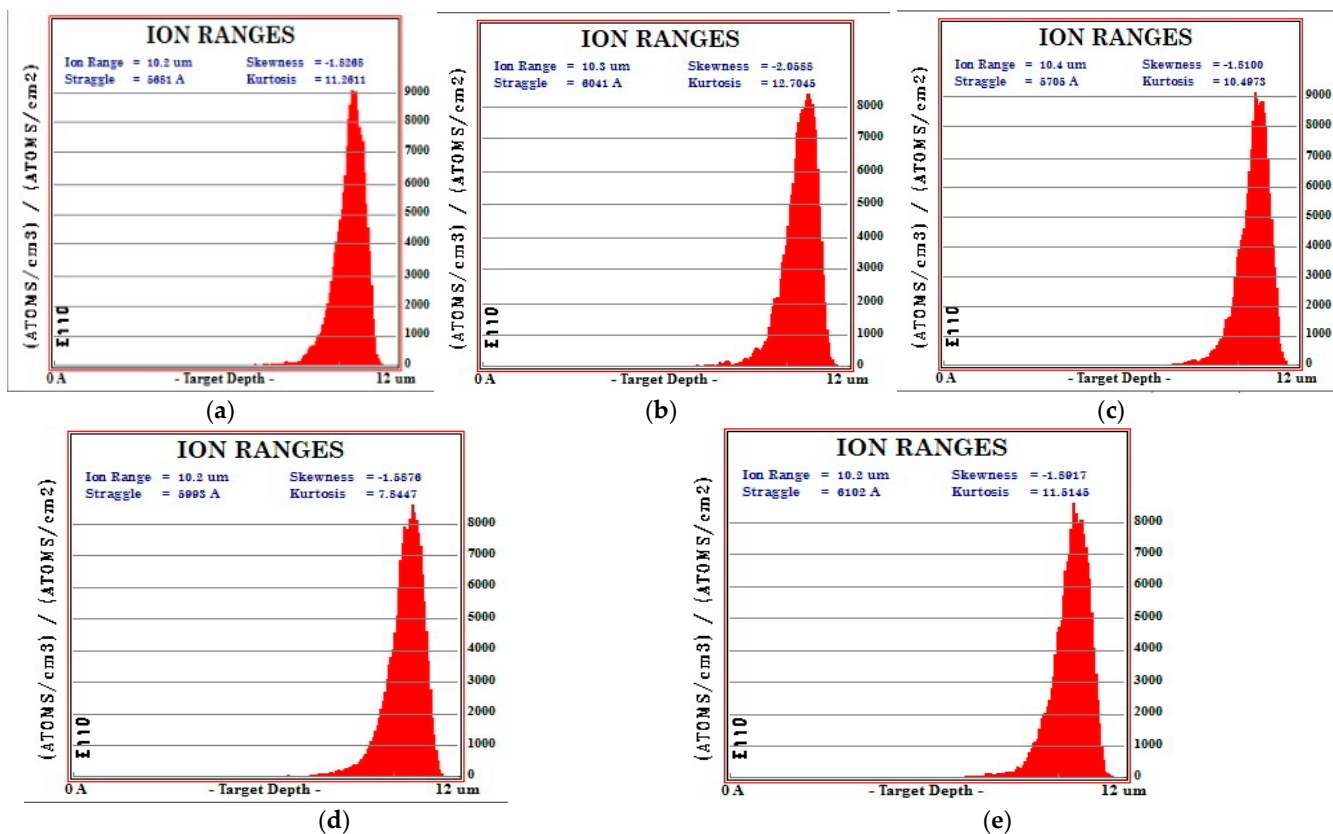 ION RANGES
Ion Range = 10.2 um Skewness = -1.5265
Straggle = 5651 A Kurtosis = 11.2611
(ATOMS/cm3) / (ATOMS/cm2)
9000
8000
7000
6000
5000
4000
3000
2000
1000
0
E110
0 A - Target Depth - 12 um
(a)
ION RANGES
Ion Range = 10.3 um Skewness = -2.0555
Straggle = 6041 A Kurtosis = 12.7045
(ATOMS/cm3) / (ATOMS/cm2)
8000
7000
6000
5000
4000
3000
2000
1000
0
E110
0 A - Target Depth - 12 um
(b)
ION RANGES
Ion Range = 10.4 um Skewness = -1.5100
Straggle = 5705 A Kurtosis = 10.4973
(ATOMS/cm3) / (ATOMS/cm2)
9000
8000
7000
6000
5000
4000
3000
2000
1000
0
E110
0 A - Target Depth - 12 um
(c)
ION RANGES
Ion Range = 10.2 um Skewness = -1.5576
Straggle = 5993 A Kurtosis = 7.5447
(ATOMS/cm3) / (ATOMS/cm2)
8000
7000
6000
5000
4000
3000
2000
1000
0
E110
0 A - Target Depth - 12 um
(d)
ION RANGES
Ion Range = 10.2 um Skewness = -1.5917
Straggle = 6102 A Kurtosis = 11.5145
(ATOMS/cm3) / (ATOMS/cm2)
8000
7000
6000
5000
4000
3000
2000
1000
0
E110
0 A - Target Depth - 12 um
(e)